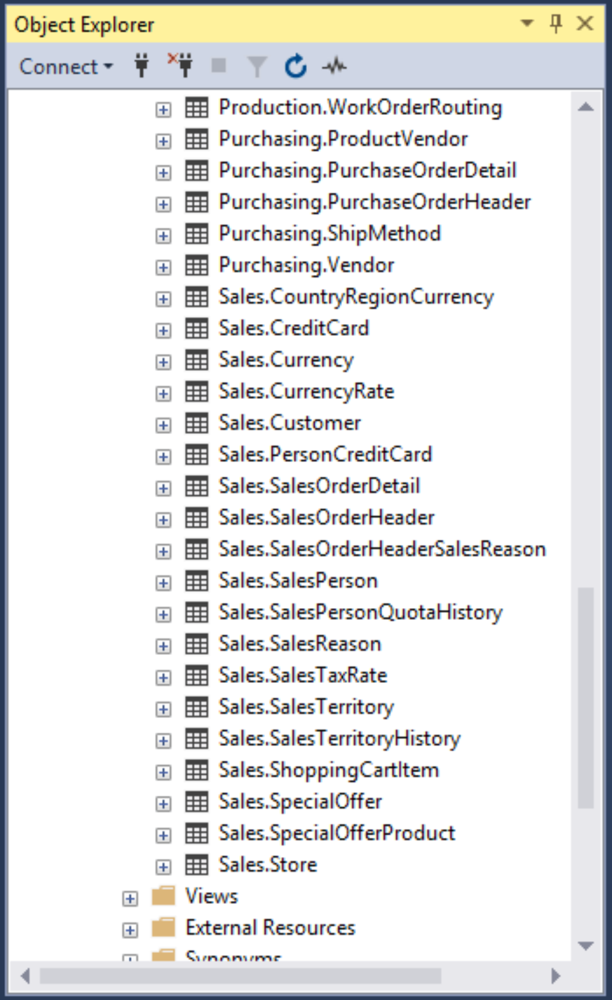 Object Explorer
Connect
Production.WorkOrderRouting
Purchasing.ProductVendor
Purchasing.PurchaseOrderDetail
Purchasing.PurchaseOrderHeader
Purchasing.ShipMethod
Purchasing.Vendor
Sales.CountryRegionCurrency
Sales.CreditCard
Sales.Currency
Sales.CurrencyRate
Sales.Customer
Sales.PersonCreditCard
Sales.SalesOrderDetail
Sales.SalesOrderHeader
Sales.SalesOrderHeaderSalesReason
Sales.SalesPerson
Sales.SalesPersonQuotaHistory
Sales.SalesReason
Sales.SalesTaxRate
Sales.SalesTerritory
Sales.SalesTerritoryHistory
Sales.ShoppingCartItem
Sales.SpecialOffer
Sales.SpecialOfferProduct
Sales.Store
Views
External Resources
Synonyms